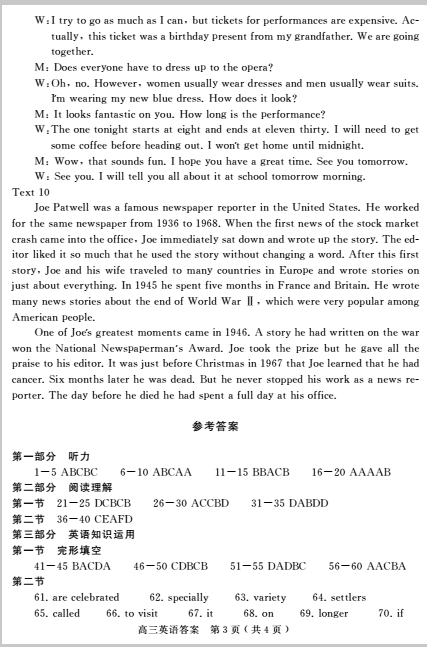 W:I try to go as much as I can, but tickets for performances are expensive. Ac-
tually, this ticket was a birthday present from my grandfather. We are going
together.
M: Does everyone have to dress up to the opera?
W:Oh, no. However, women usually wear dresses and men usually wear suits.
I'm wearing my new blue dress. How does it look?
M: It looks fantastic on you. How long is the performance?
W:The one tonight starts at eight and ends at eleven thirty. I will need to get
some coffee before heading out. I won't get home until midnight.
M: Wow, that sounds fun. I hope you have a great time. See you tomorrow.
W: See you. I will tell you all about it at school tomorrow morning.
Text 10
Joe Patwell was a famous newspaper reporter in the United States. He worked
for the same newspaper from 1936 to 1968. When the first news of the stock market
crash came into the office, Joe immediately sat down and wrote up the story. The ed-
itor liked it so much that he used the story without changing a word. After this first
story, Joe and his wife traveled to many countries in Europe and wrote stories on
just about everything. In 1945 he spent five months in France and Britain. He wrote
many news stories about the end of World War Ⅱ, which were very popular among
American people.
One of Joe's greatest moments came in 1946. A story he had written on the war
won the National Newspaperman's Award. Joe took the prize but he gave all the
praise to his editor. It was just before Christmas in 1967 that Joe learned that he had
cancer. Six months later he was dead. But he never stopped his work as a news re-
porter. The day before he died he had spent a full day at his office.
参考答案
第一部分 听力
1—5 ABCBC 6—10 ABCAA 11—15 BBACB 16—20 AAAAB
第二部分 阅读理解
第一节 21—25 DCBCB 26—30 ACCBD 31—35 DABDD
第二节 36—40 CEAFD
第三部分 英语知识运用
第一节 完形填空
41—45 BACDA 46—50 CDBCB 51—55 DADBC 56—60 AACBA
第二节
61. are celebrated 62. specially 63. variety 64. settlers
65. called 66. to visit 67. it 68. on 69. longer 70. if
高三英语答案 第3页(共4页)